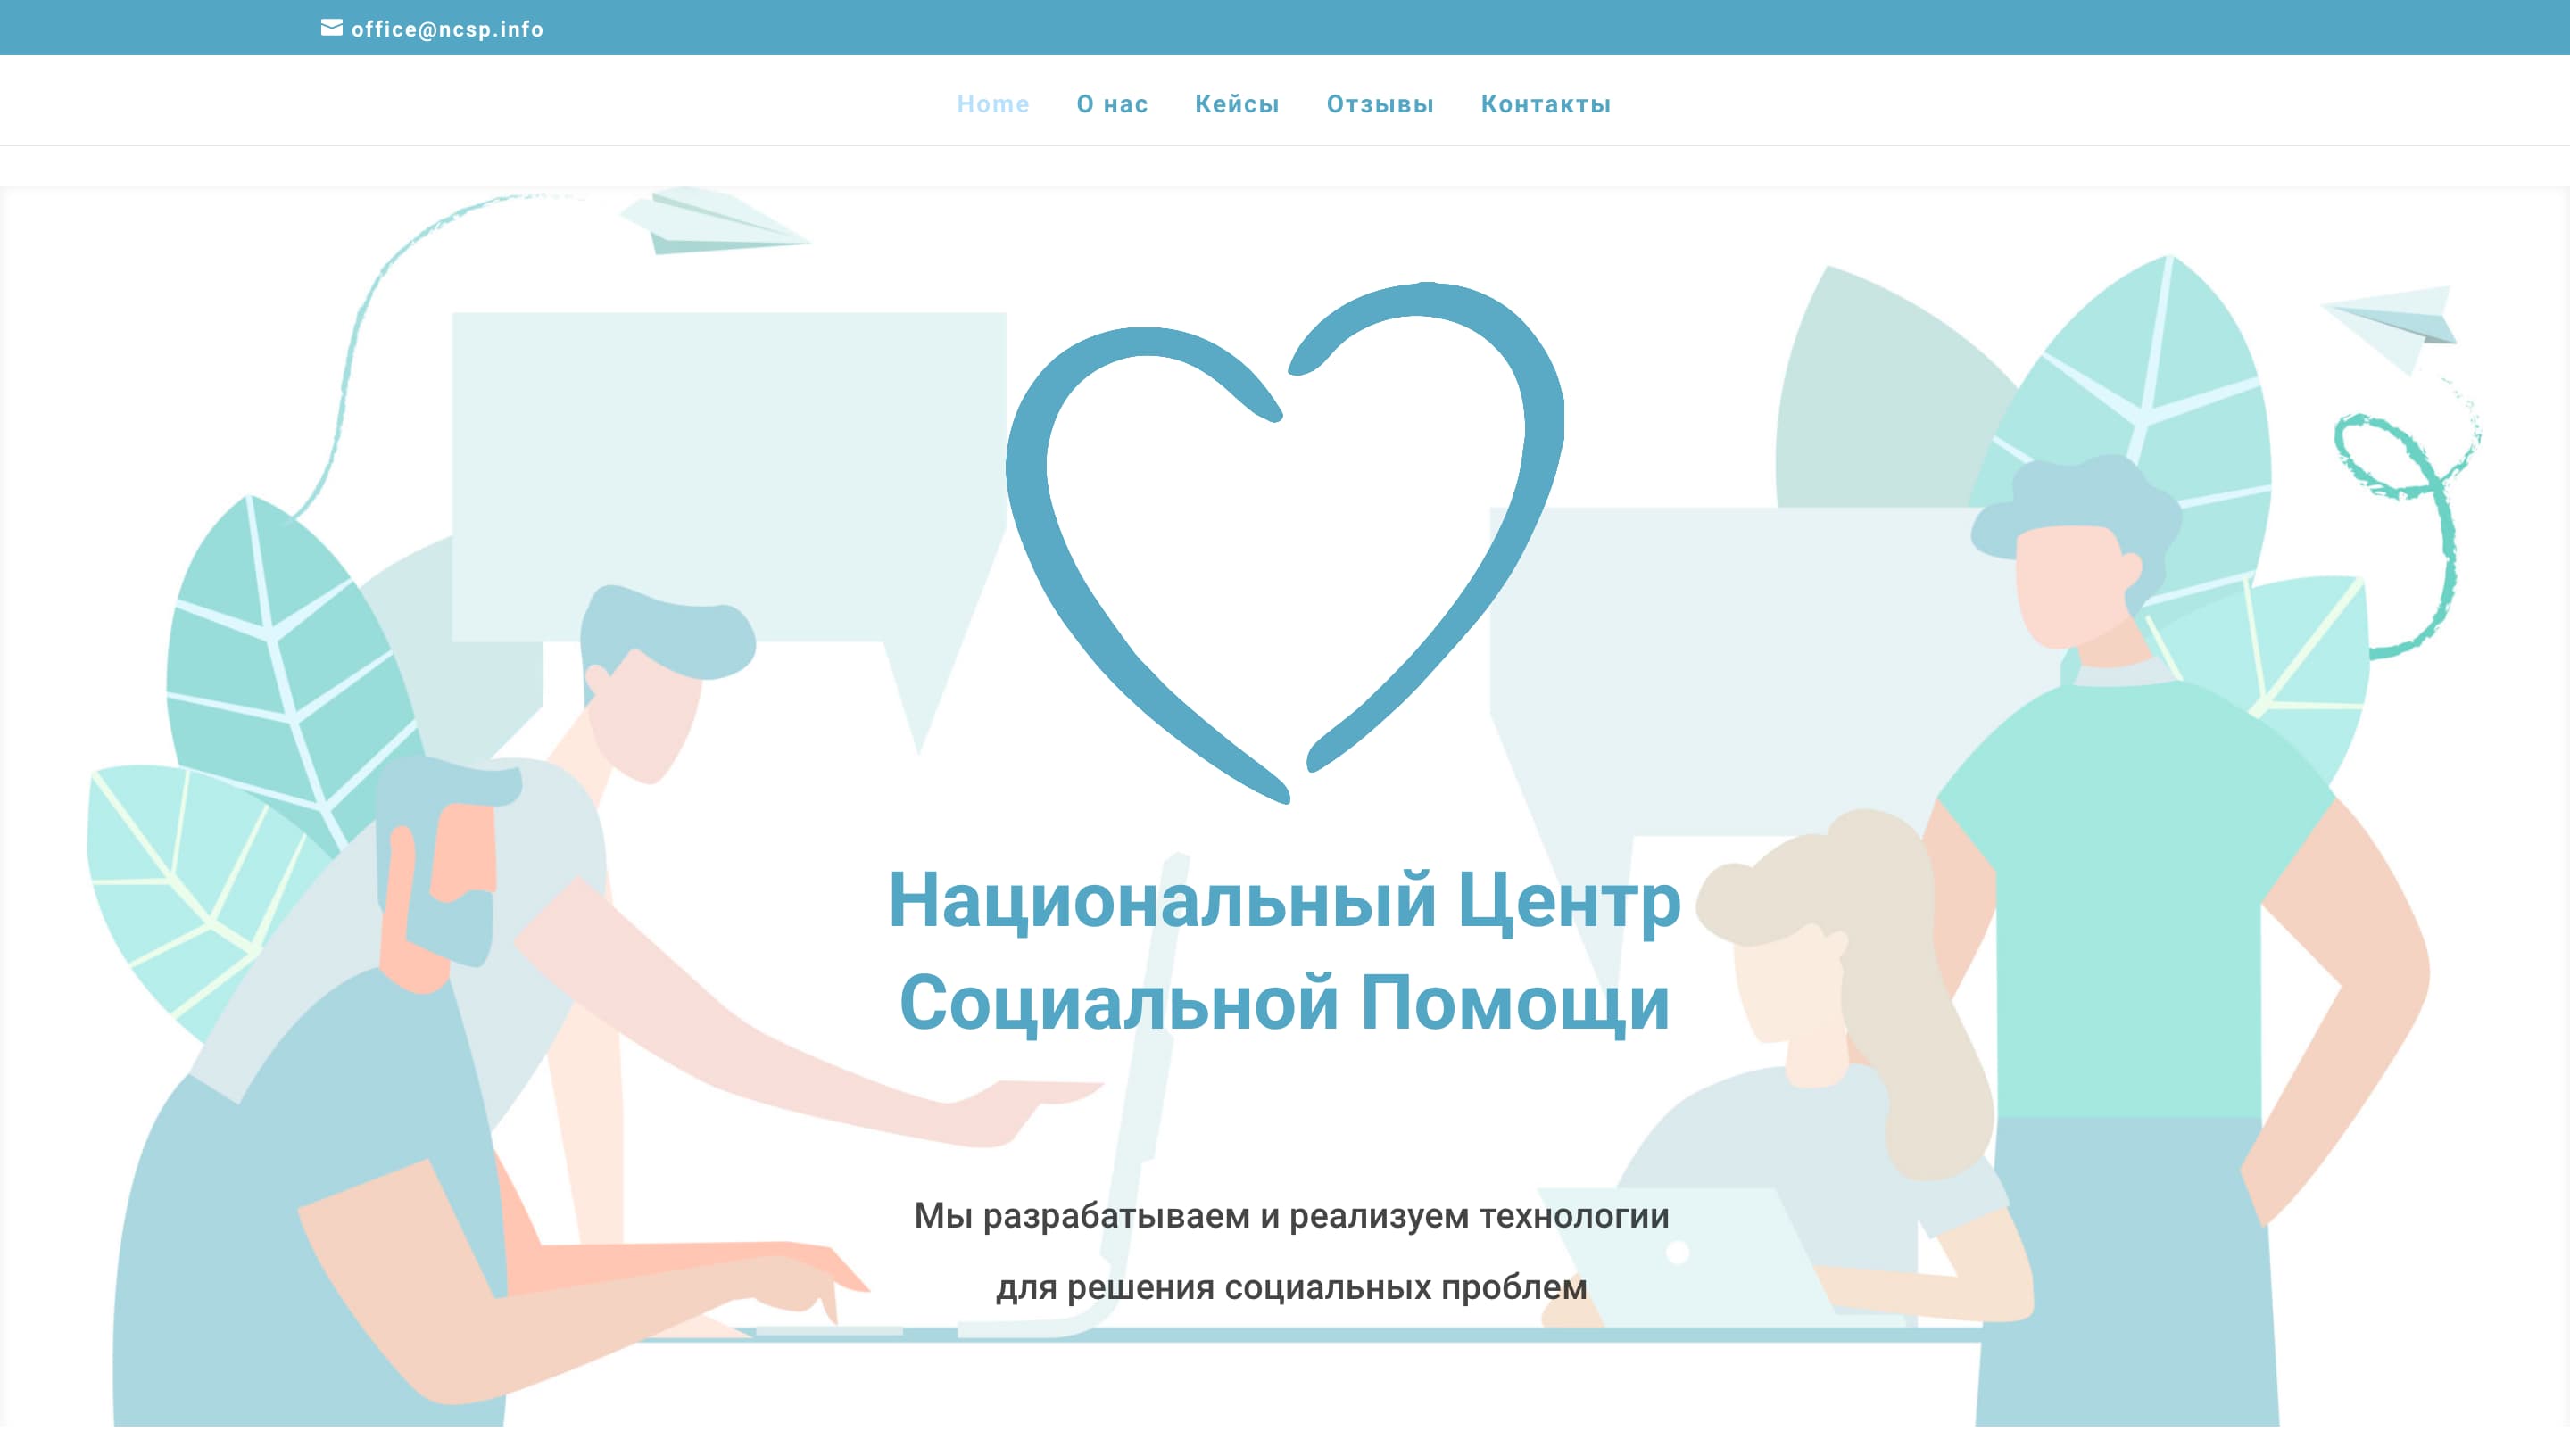 office@ncsp.info
Home О нас Кейсы Отзывы Контакты
Национальный Центр
Социальной Помощи
Мы разрабатываем и реализуем технологии
для решения социальных проблем